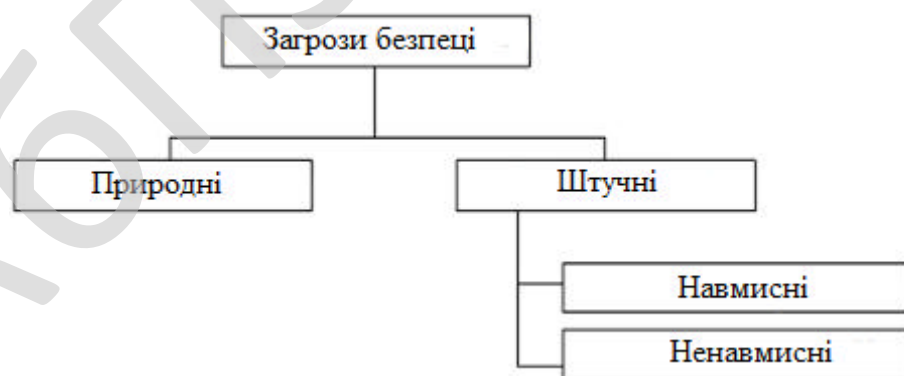 Загрози безпеці
Природні
Штучні
Навмисні
Ненавмисні